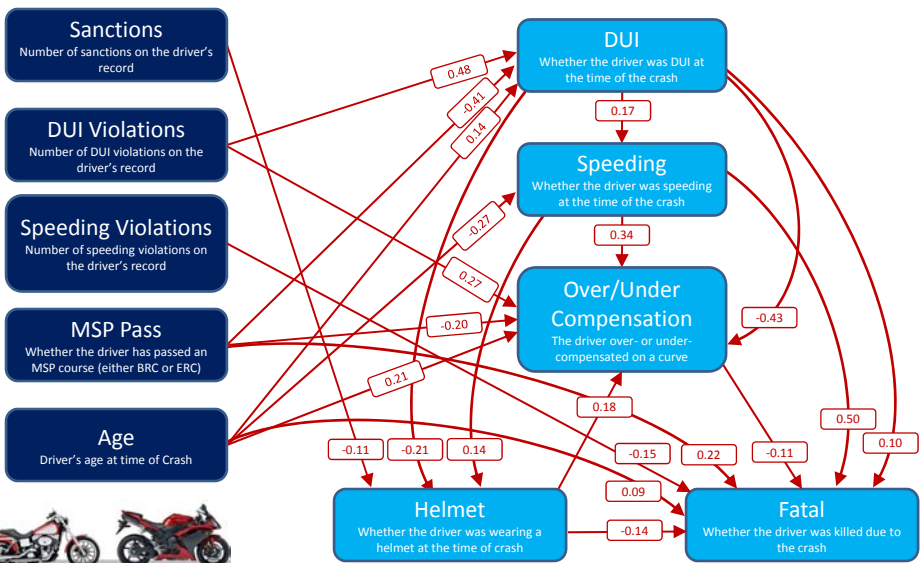 Sanctions
Number of sanctions on the driver's
record
DUI Violations
Number of DUI violations on the
driver's record
Speeding Violations
Number of speeding violations on
the driver's record
MSP Pass
Whether the driver has passed an
MSP course (either BRC or ERC)
Age
Driver's age at time of Crash
DUI
Whether the driver was DUI at
the time of the crash
Speeding
Whether the driver was speeding
at the time of the crash
Over/Under
Compensation
The driver over- or under-
compensated on a curve
Helmet
Whether the driver was wearing a
helmet at the time of crash
Fatal
Whether the driver was killed due to
the crash
0.48
-0.41
0.14
0.17
-0.27
0.34
0.27
-0.20
-0.43
0.21
0.18
0.50
0.10
-0.11
-0.21
0.14
-0.15
0.22
-0.11
0.09
-0.14